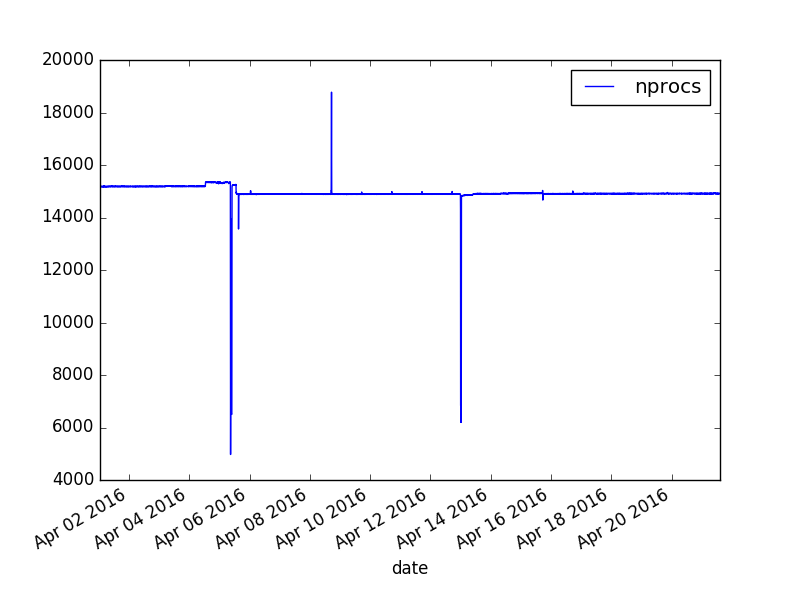 20000
18000
16000
14000
12000
10000
8000
6000
4000
nprocs
Apr 02 2016
Apr 04 2016
Apr 06 2016
Apr 08 2016
Apr 10 2016
Apr 12 2016
Apr 14 2016
Apr 16 2016
Apr 18 2016
Apr 20 2016
date